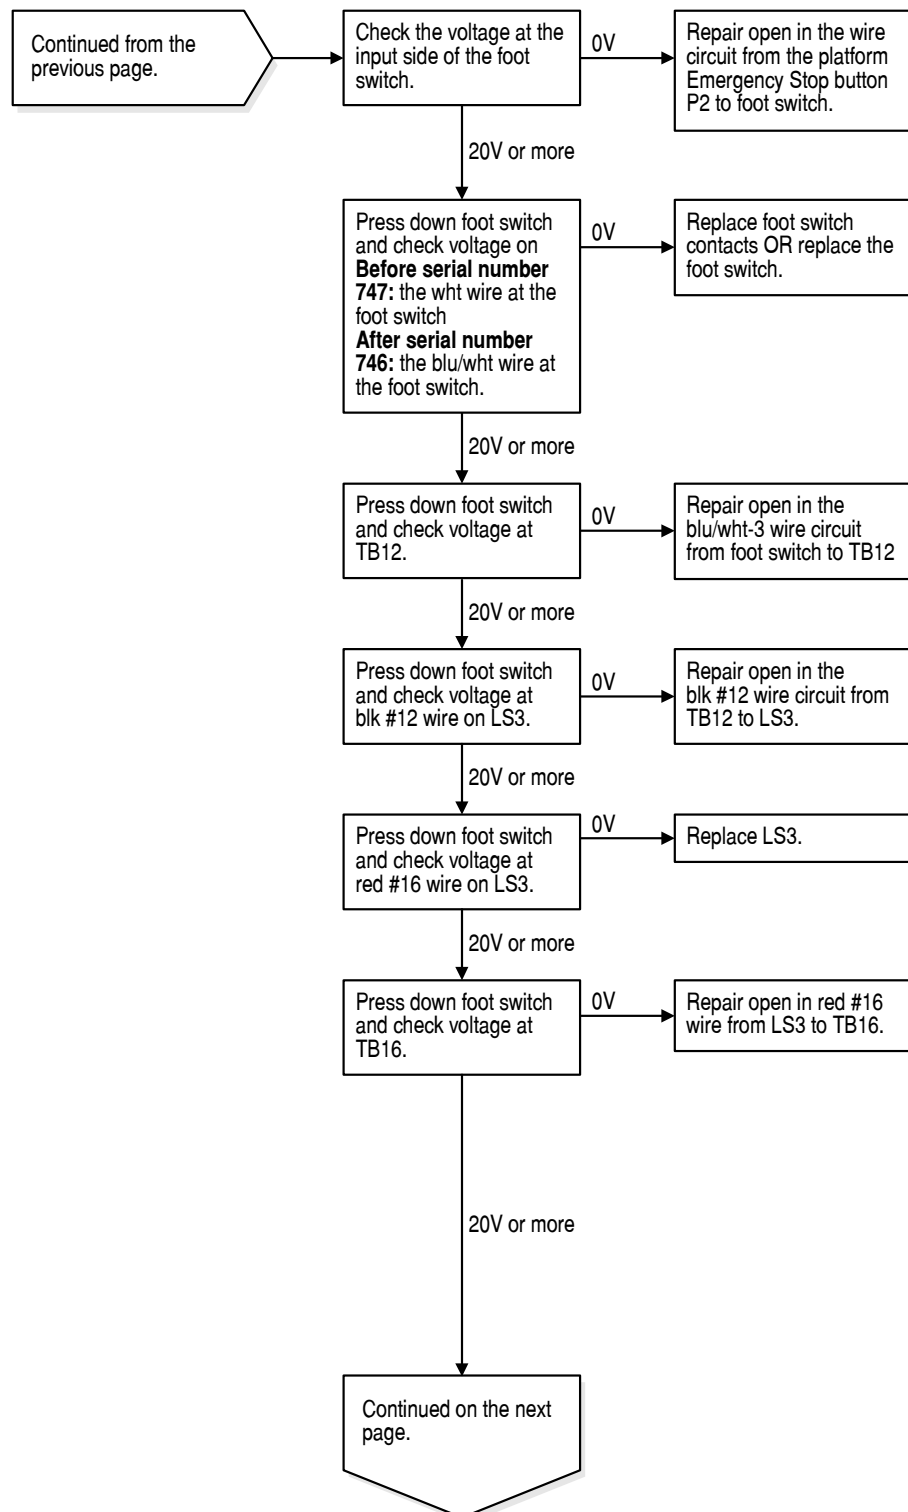 Continued from the
previous page.
Check the voltage at the
input side of the foot
switch.
0V
Repair open in the wire
circuit from the platform
Emergency Stop button
P2 to foot switch.
20V or more
Press down foot switch
and check voltage on
Before serial number
747: the wht wire at the
foot switch
After serial number
746: the blu/wht wire at
the foot switch.
0V
Replace foot switch
contacts OR replace the
foot switch.
20V or more
Press down foot switch
and check voltage at
TB12.
0V
Repair open in the
blu/wht-3 wire circuit
from foot switch to TB12
20V or more
Press down foot switch
and check voltage at
blk #12 wire on LS3.
0V
Repair open in the
blk #12 wire circuit from
TB12 to LS3.
20V or more
Press down foot switch
and check voltage at
red #16 wire on LS3.
0V
Replace LS3.
20V or more
Press down foot switch
and check voltage at
TB16.
0V
Repair open in red #16
wire from LS3 to TB16.
20V or more
Continued on the next
page.